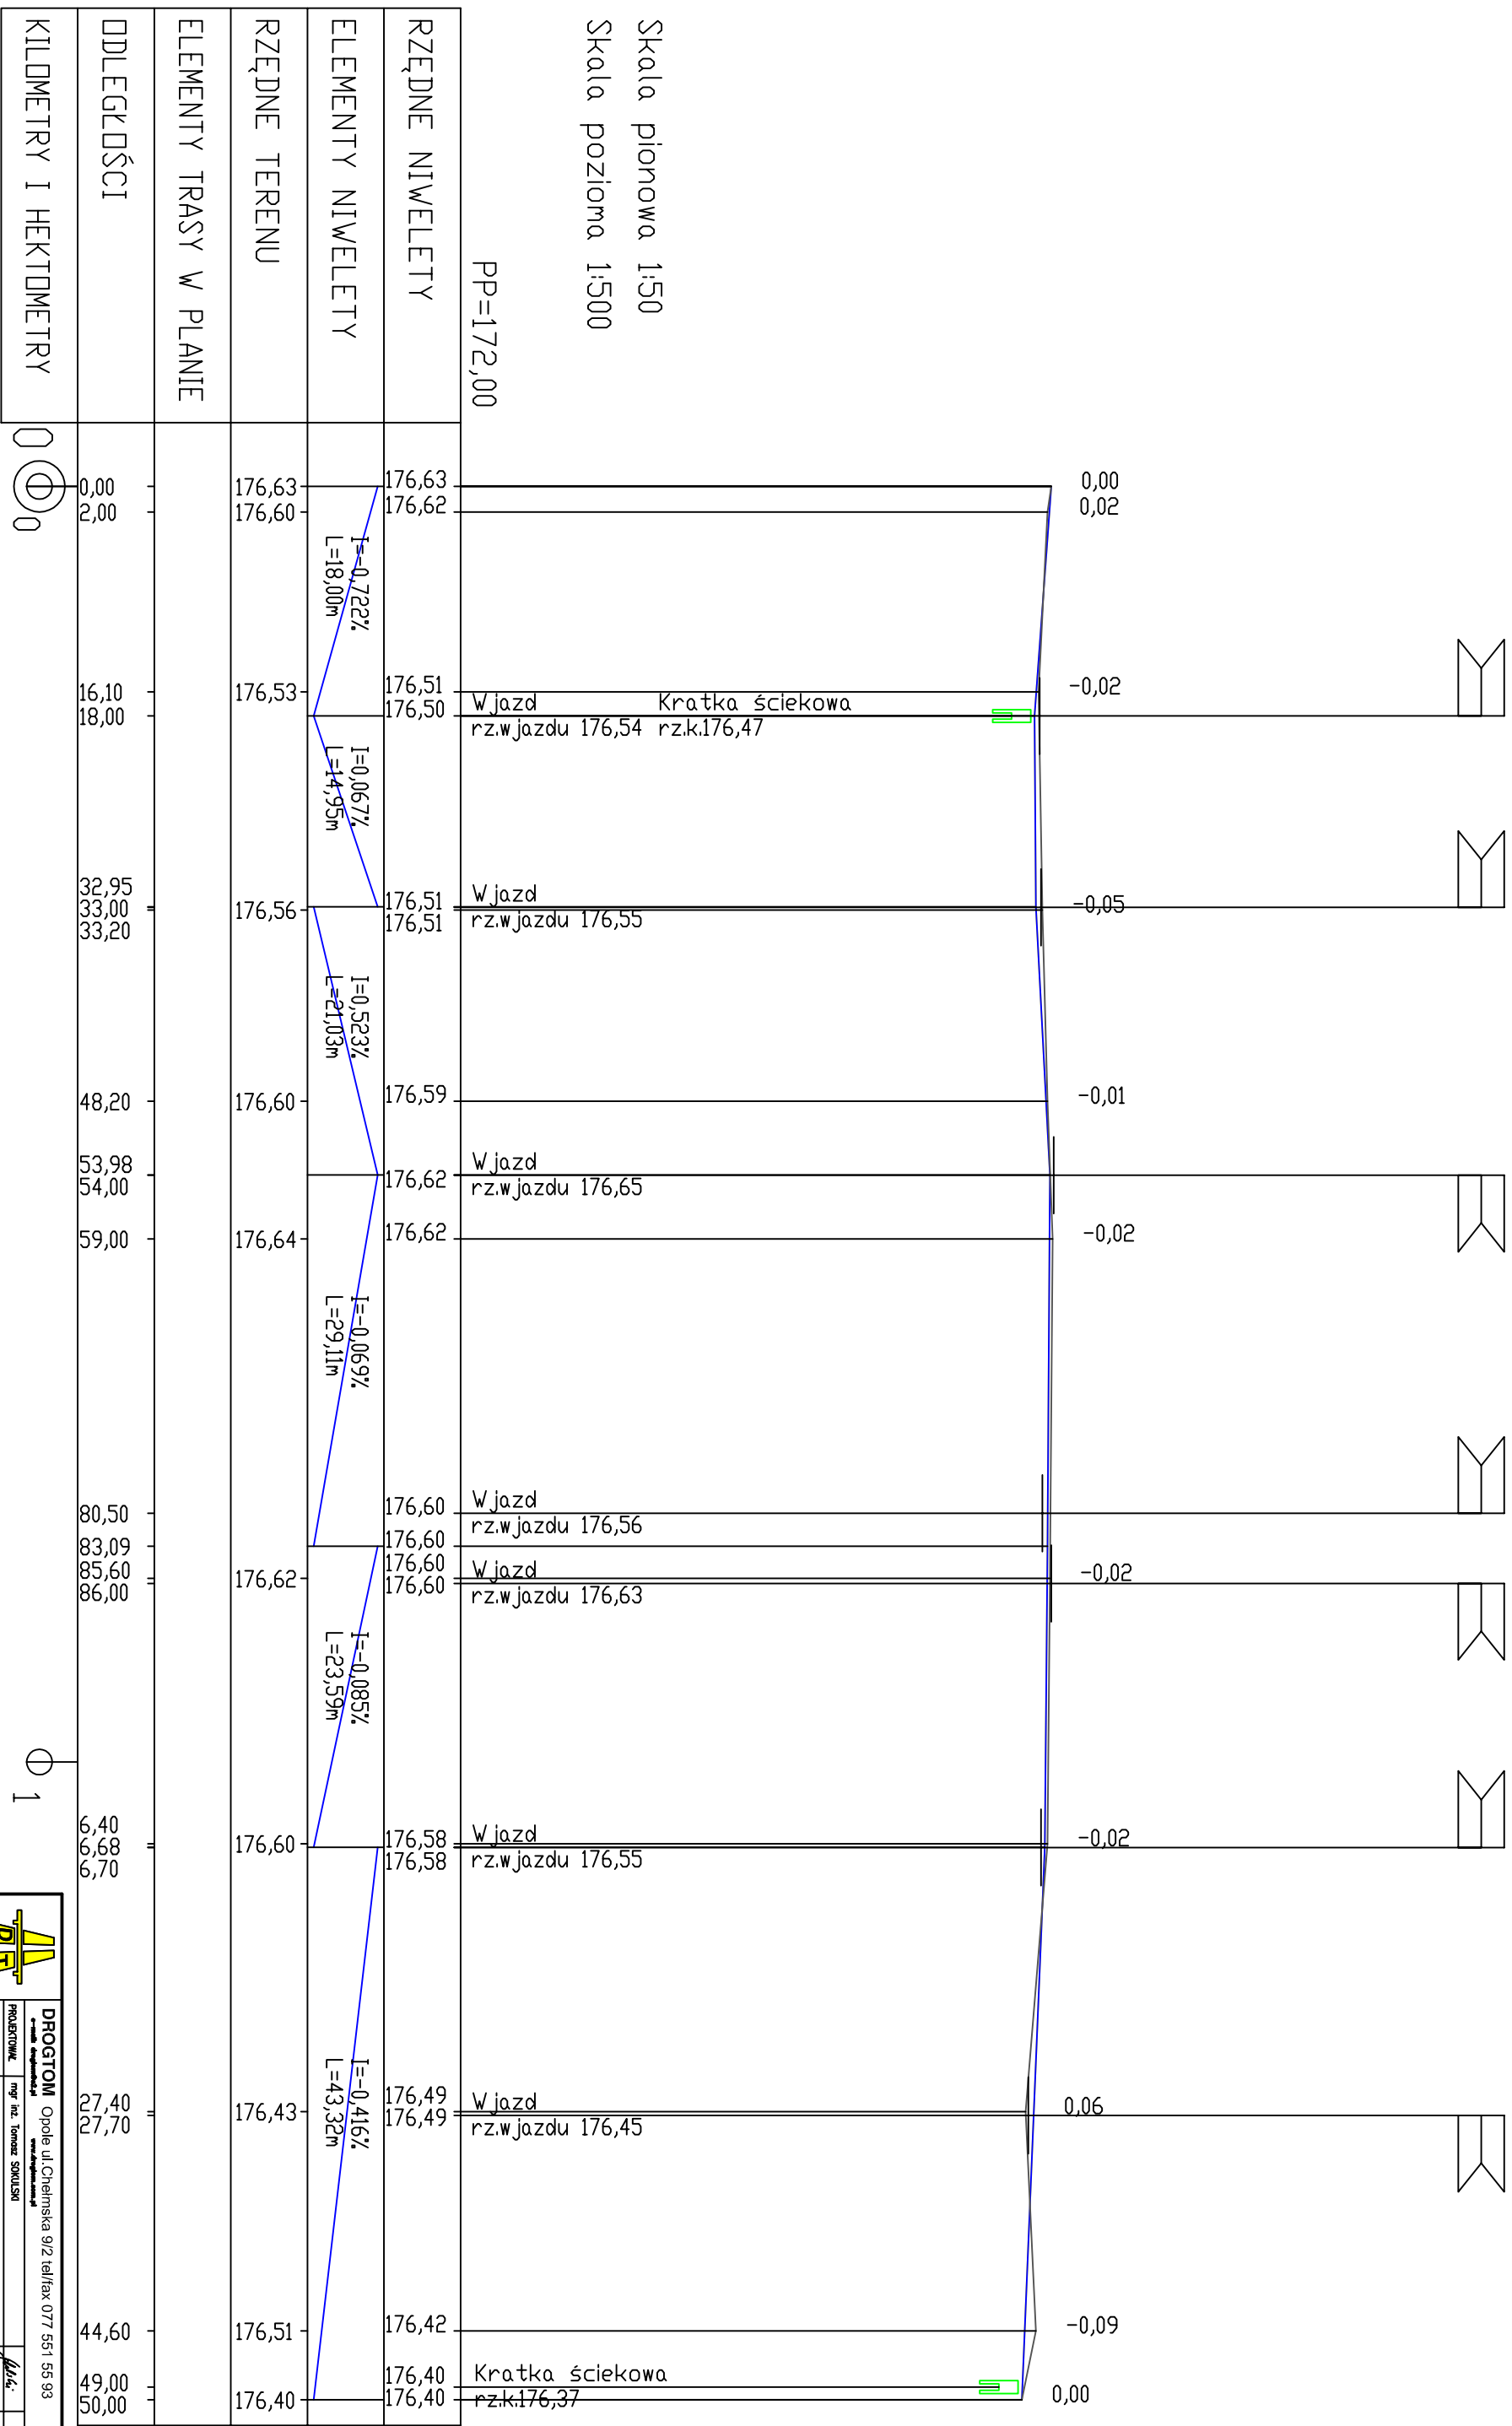 Skala pionowa 1:50
Skala pozioma 1:500
PP=172,00
RZĘDNE NIWELETY
ELEMENTY NIWELETY
RZĘDNE TERENU
ELEMENTY TRASY W PLANIE
ODLEGŁOŚCI
KILOMETRY I HEKTOMETRY
0,00
0,02
-0,02
-0,05
-0,01
-0,02
-0,02
-0,02
0,06
-0,09
0,00
Wjazd
rz.wjazdu 176,54
Kratka ściekowa
rz.k.176,47
Wjazd
rz.wjazdu 176,55
Wjazd
rz.wjazdu 176,65
Wjazd
rz.wjazdu 176,56
Wjazd
rz.wjazdu 176,63
Wjazd
rz.wjazdu 176,55
Wjazd
rz.wjazdu 176,45
Kratka ściekowa
rz.k.176,37
176,63
176,62
176,51
176,50
176,51
176,51
176,59
176,62
176,62
176,60
176,60
176,60
176,60
176,58
176,58
176,49
176,49
176,42
176,40
176,40
I=-0,722%
L=18,00m
I=0,067%
L=14,95m
I=0,523%
L=21,03m
I=-0,069%
L=29,11m
I=-0,085%
L=23,59m
I=-0,416%
L=43,32m
176,63
176,60
176,53
176,56
176,60
176,64
176,62
176,60
176,43
176,51
176,40
0,00
2,00
16,10
18,00
32,95
33,00
33,20
48,20
53,98
54,00
59,00
80,50
83,09
85,60
86,00
6,40
6,68
6,70
27,40
27,70
44,60
49,00
50,00
0
0
1
D T
DROGTOM Opole ul.Chełmska 9/2 tel/fax 077 551 55 93
PROJEKTOWAŁ mgr inż. Tomasz SOKULSKI